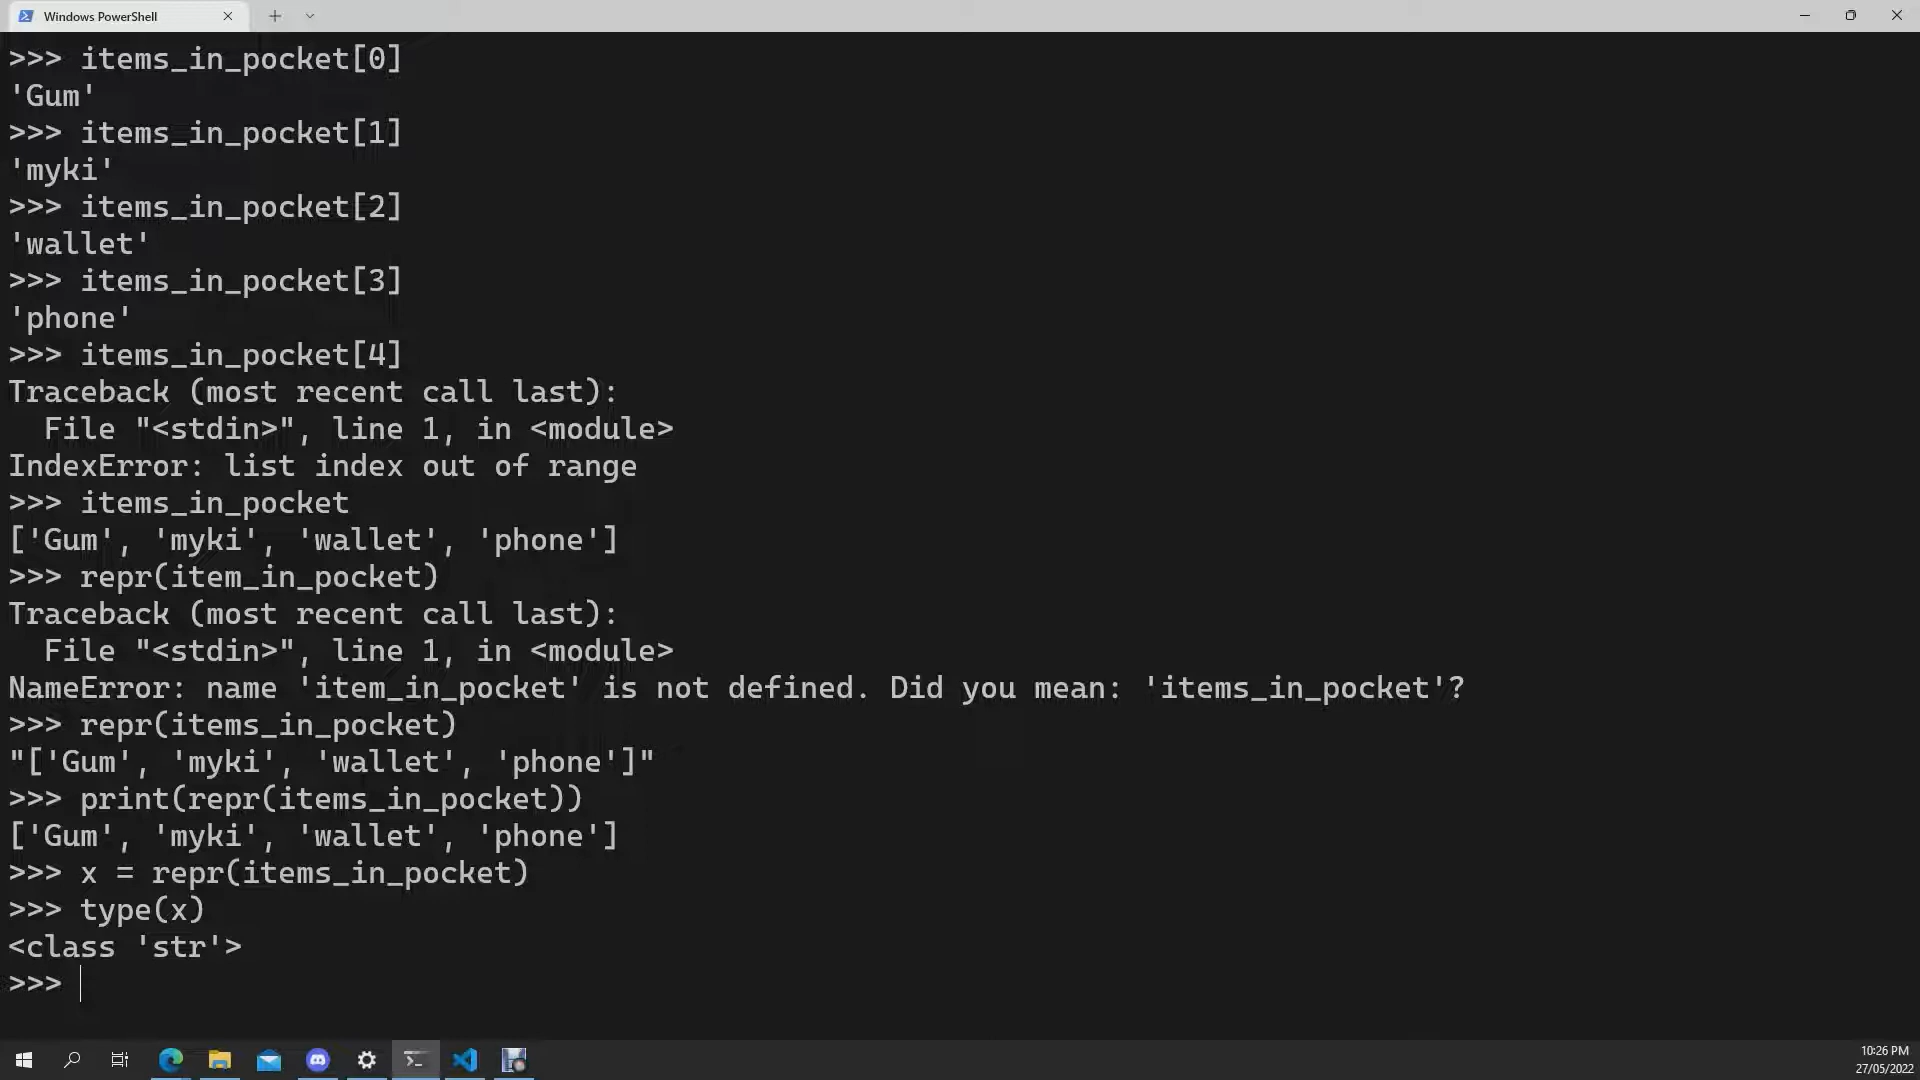 Windows PowerShell
>>> items_in_pocket[0]
'Gum'
>>> items_in_pocket[1]
'myki'
>>> items_in_pocket[2]
'wallet'
>>> items_in_pocket[3]
'phone'
>>> items_in_pocket[4]
Traceback (most recent call last):
  File "<stdin>", line 1, in <module>
IndexError: list index out of range
>>> items_in_pocket
['Gum', 'myki', 'wallet', 'phone']
>>> repr(item_in_pocket)
Traceback (most recent call last):
  File "<stdin>", line 1, in <module>
NameError: name 'item_in_pocket' is not defined. Did you mean: 'items_in_pocket'?
>>> repr(items_in_pocket)
"['Gum', 'myki', 'wallet', 'phone']"
>>> print(repr(items_in_pocket))
['Gum', 'myki', 'wallet', 'phone']
>>> x = repr(items_in_pocket)
>>> type(x)
<class 'str'>
>>>
10:26 PM
27/05/2022